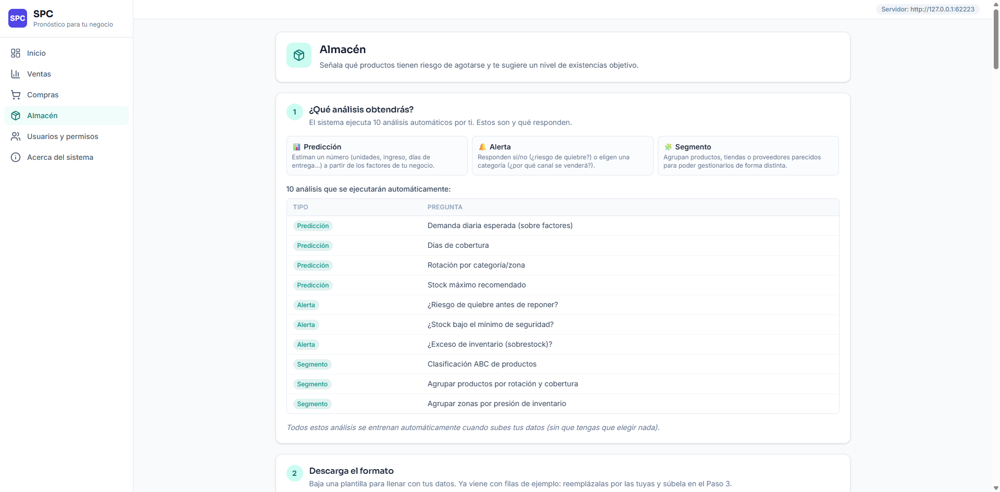 SPC
SPC
Pronóstico para tu negocio
Servidor: http://127.0.0.1:62223
Inicio
Ventas
Compras
Almacén
Usuarios y permisos
Acerca del sistema
Almacén
Señala qué productos tienen riesgo de agotarse y te sugiere un nivel de existencias objetivo.
1
¿Qué análisis obtendrás?
El sistema ejecuta 10 análisis automáticos por ti. Estos son y qué responden.
Predicción
Estiman un número (unidades, ingreso, días de
entrega…) a partir de los factores de tu negocio.
Alerta
Responden sí/no (¿riesgo de quiebre?) o eligen una
categoría (¿por qué canal se venderá?).
Segmento
Agrupan productos, tiendas o proveedores parecidos
para poder gestionarlos de forma distinta.
10 análisis que se ejecutarán automáticamente:
TIPO PREGUNTA
Predicción Demanda diaria esperada (sobre factores)
Predicción Días de cobertura
Predicción Rotación por categoría/zona
Predicción Stock máximo recomendado
Alerta ¿Riesgo de quiebre antes de reponer?
Alerta ¿Stock bajo el mínimo de seguridad?
Alerta ¿Exceso de inventario (sobrestock)?
Segmento Clasificación ABC de productos
Segmento Agrupar productos por rotación y cobertura
Segmento Agrupar zonas por presión de inventario
Todos estos análisis se entrenan automáticamente cuando subes tus datos (sin que tengas que elegir nada).
2
Descarga el formato
Baja una plantilla para llenar con tus datos. Ya viene con filas de ejemplo: reemplázalas por las tuyas y súbela en el Paso 3.